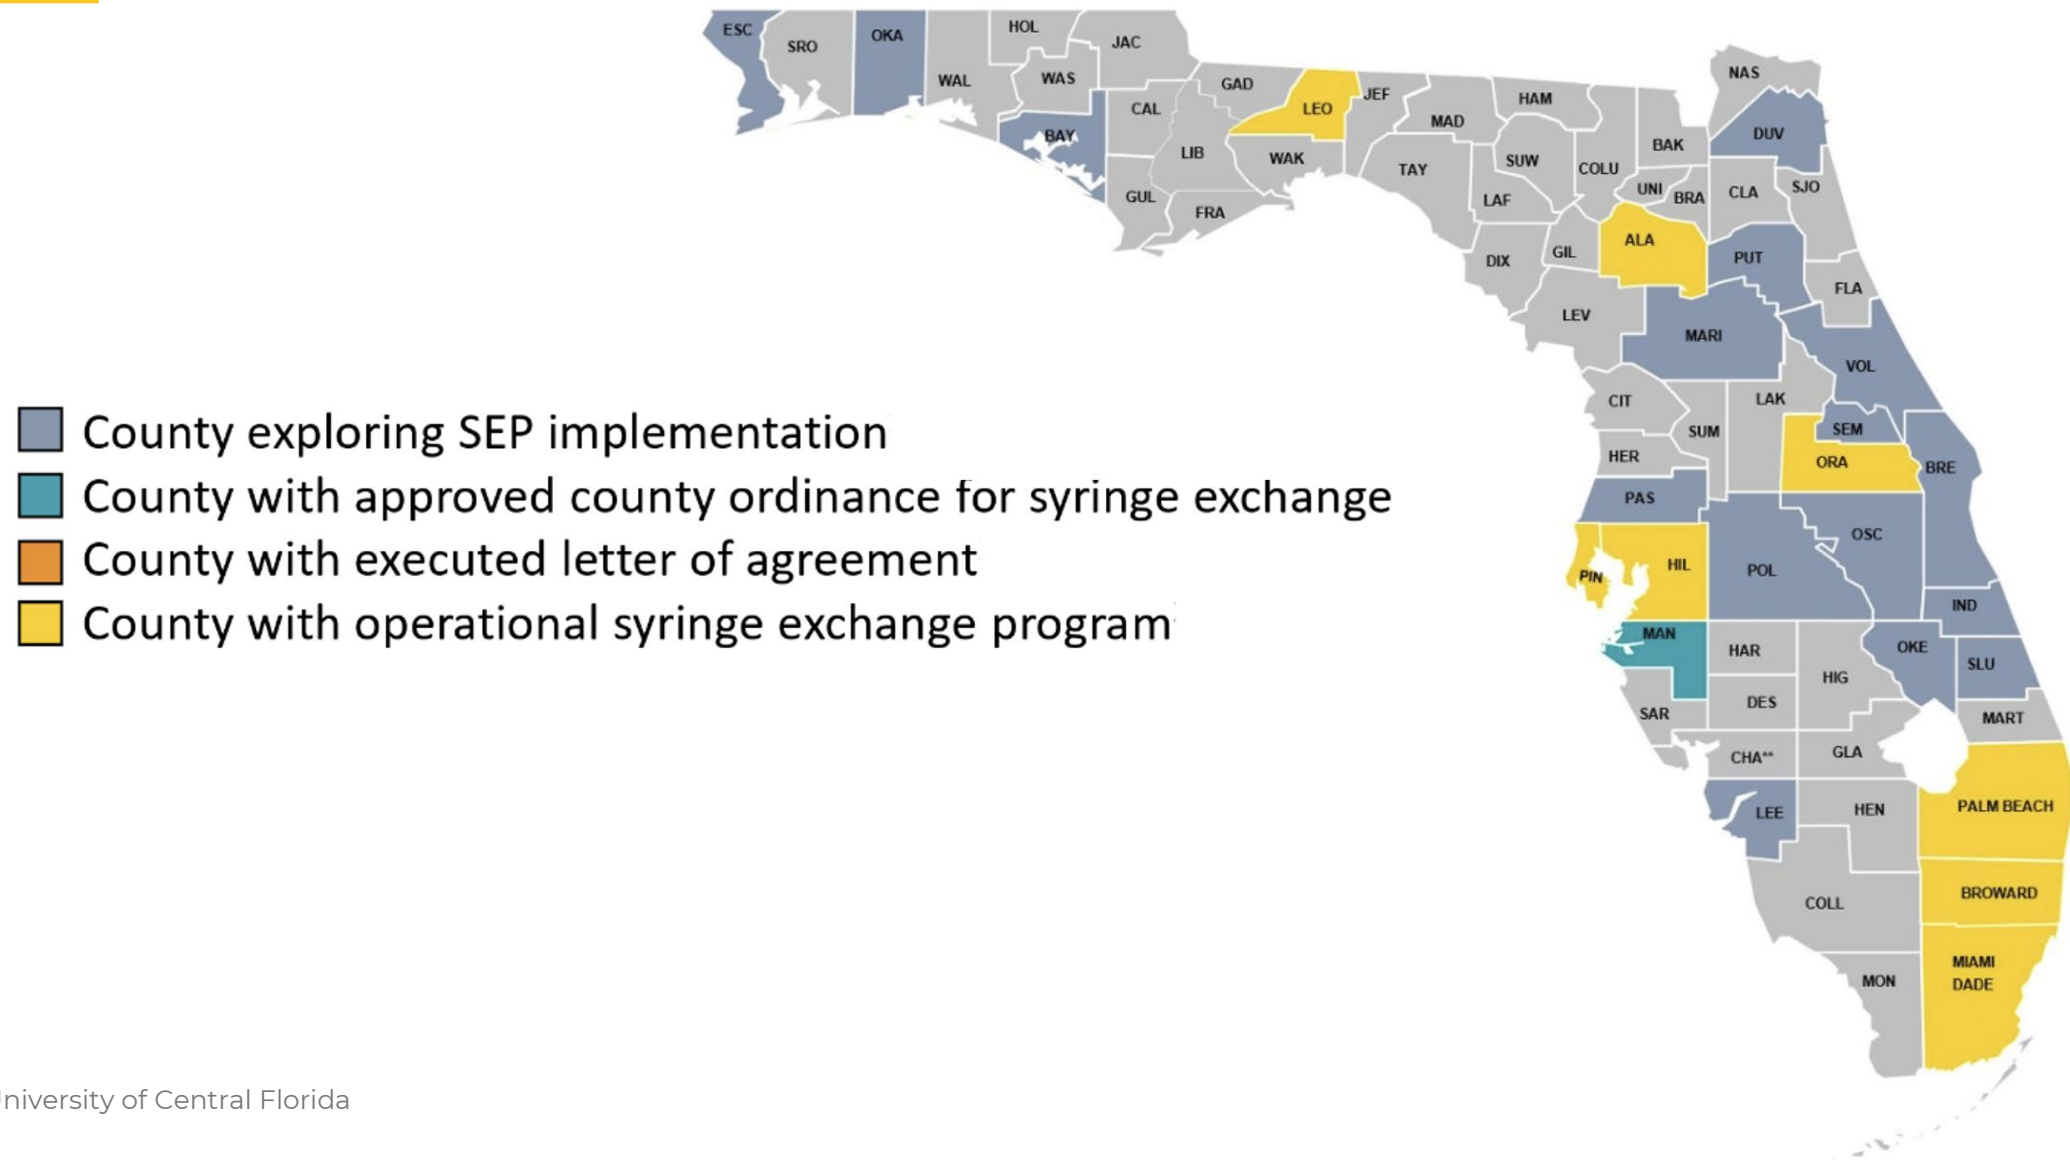 ESC
SRO
OKA
WAL
HOL
WAS
JAC
BAY
CAL
GUL
LIB
GAD
FRA
LEO
WAK
JEF
MAD
TAY
HAM
SUW
LAF
COLU
DIX
GIL
BAK
UNI
BRA
NAS
DUV
CLA
SJO
ALA
PUT
FLA
LEV
MARI
VOL
CIT
SUM
LAK
SEM
HER
ORA
BRE
PAS
OSC
PIN
HIL
POL
IND
MAN
HAR
OKE
SLU
HIG
DES
SAR
MART
CHA**
GLA
LEE
HEN
PALM BEACH
COLL
BROWARD
MON
MIAMI
DADE
County exploring SEP implementation
County with approved county ordinance for syringe exchange
County with executed letter of agreement
County with operational syringe exchange program
University of Central Florida